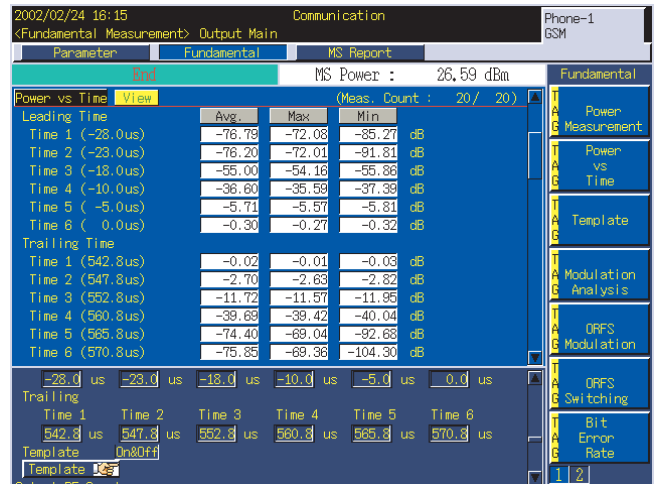 2002/02/24 16:15 Communication Phone-1
<Fundamental Measurement> Output Main GSM
Parameter Fundamental MS Report
End MS Power : 26.59 dBm Fundamental
Power vs Time View (Meas. Count : 20/ 20)
Leading Time Avg. Max Min
Time 1 (-28.0us) -76.79 -72.08 -85.27 dB
Time 2 (-23.0us) -76.20 -72.01 -91.81 dB
Time 3 (-18.0us) -55.00 -54.16 -55.86 dB
Time 4 (-10.0us) -36.60 -35.59 -37.39 dB
Time 5 ( -5.0us) -5.71 -5.57 -5.81 dB
Time 6 ( 0.0us) -0.30 -0.27 -0.32 dB
Trailing Time
Time 1 (542.8us) -0.02 -0.01 -0.03 dB
Time 2 (547.8us) -2.70 -2.63 -2.82 dB
Time 3 (552.8us) -11.72 -11.57 -11.95 dB
Time 4 (560.8us) -39.69 -39.42 -40.04 dB
Time 5 (565.8us) -74.40 -69.04 -92.68 dB
Time 6 (570.8us) -75.85 -69.36 -104.30 dB
-28.0 us -23.0 us -18.0 us -10.0 us -5.0 us 0.0 us
Trailing
Time 1 Time 2 Time 3 Time 4 Time 5 Time 6
542.8 us 547.8 us 552.8 us 560.8 us 565.8 us 570.8 us
Template On&Off
Template
TAG Power
Measurement
TAG Power
vs
Time
TAG Template
TAG Modulation
Analysis
TAG ORFS
Modulation
TAG ORFS
Switching
TAG Bit
Error
Rate
1 2